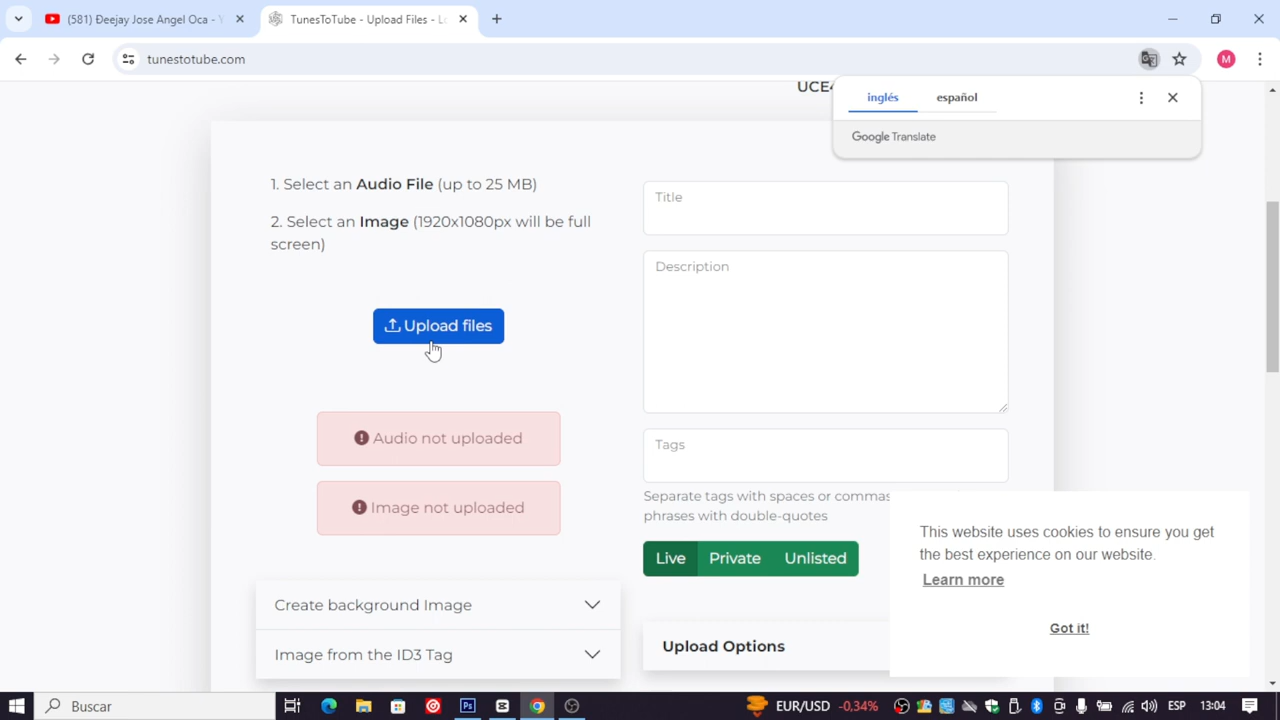 (581) Đeejay Jose Angel Oca -
TunesToTube - Upload Files -
tunestotube.com
M
UCE4
inglés
español
Google Translate
1. Select an Audio File (up to 25 MB)
2. Select an Image (1920x1080px will be full
screen)
Upload files
Audio not uploaded
Image not uploaded
Create background Image
Image from the ID3 Tag
Title
Description
Tags
Separate tags with spaces or commas
phrases with double-quotes
Live
Private
Unlisted
Upload Options
This website uses cookies to ensure you get
the best experience on our website.
Learn more
Got it!
Buscar
Ps
EUR/USD
-0,34%
ESP
13:04